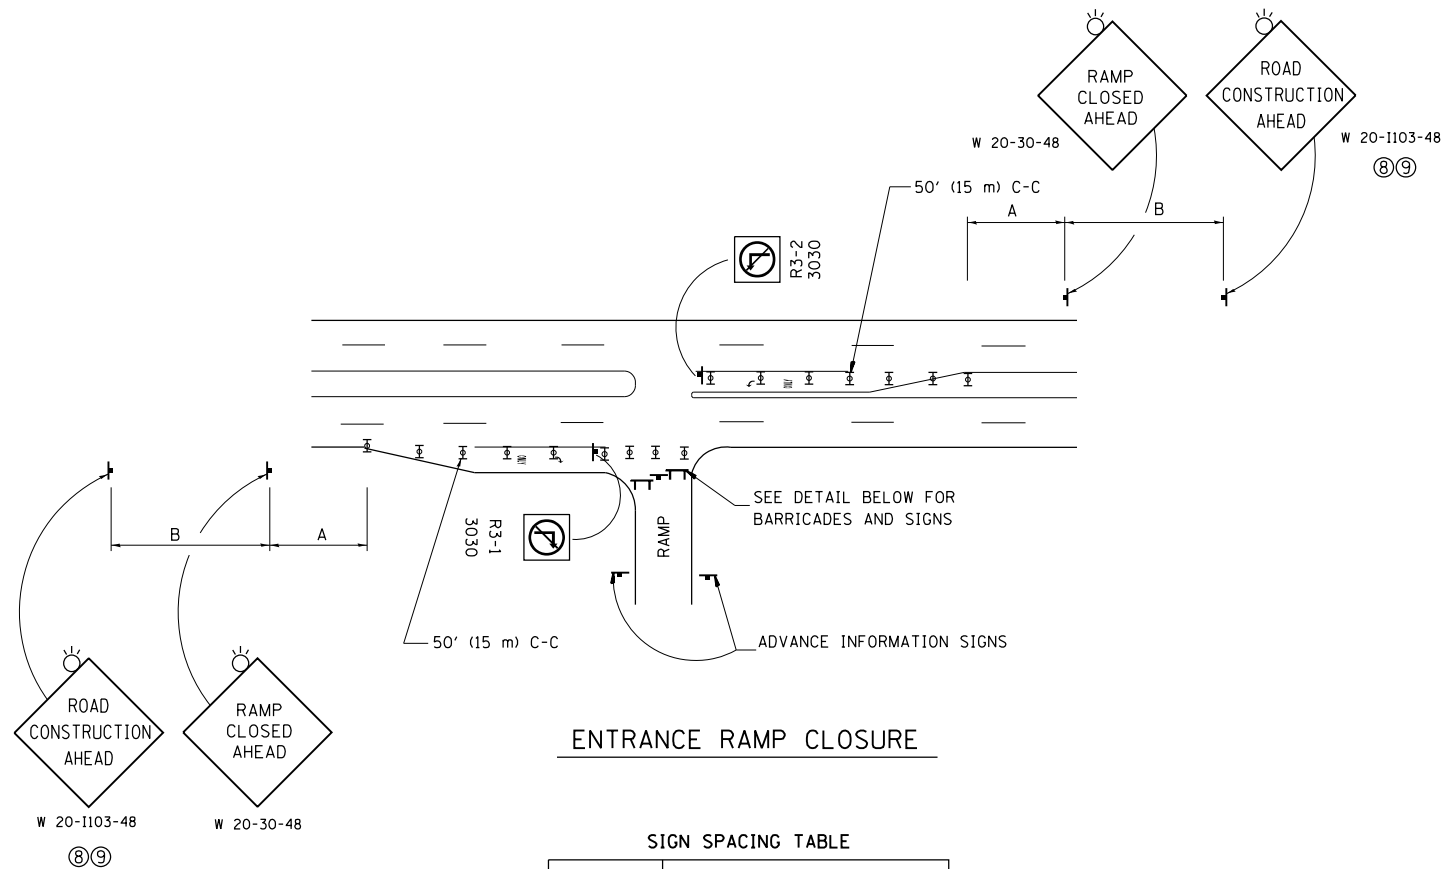 RAMP
CLOSED
AHEAD
W 20-30-48
ROAD
CONSTRUCTION
AHEAD
W 20-I103-48
⑧⑨
50' (15 m) C-C
A
B
R3-2
3030
ONLY
ONLY
SEE DETAIL BELOW FOR
BARRICADES AND SIGNS
RAMP
R3-1
3030
B
A
50' (15 m) C-C
ADVANCE INFORMATION SIGNS
ROAD
CONSTRUCTION
AHEAD
W 20-I103-48
⑧⑨
RAMP
CLOSED
AHEAD
W 20-30-48
ENTRANCE RAMP CLOSURE
SIGN SPACING TABLE